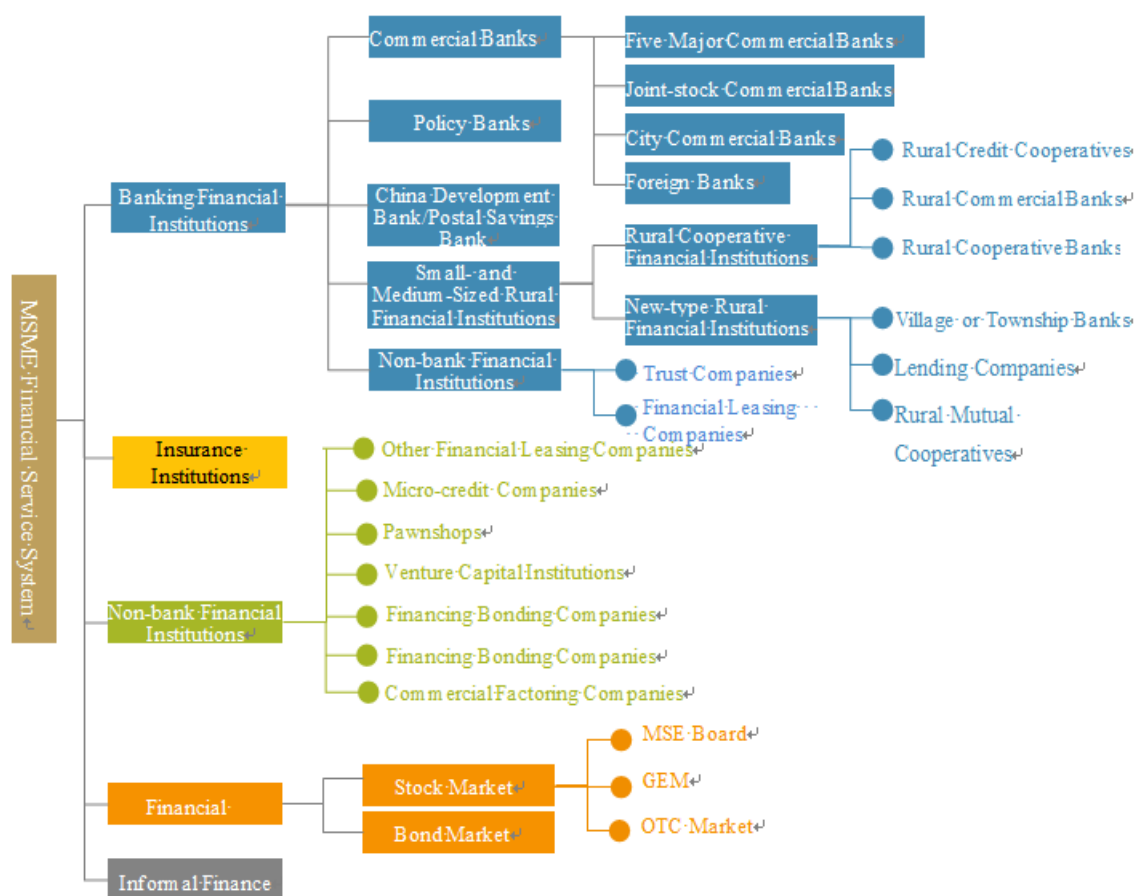 MSME Financial Service System
Banking Financial
Institutions
Commercial Banks
Five Major Commercial Banks
Joint-stock Commercial Banks
City Commercial Banks
Foreign Banks
Policy Banks
China Development
Bank/Postal Savings
Bank
Small- and
Medium-Sized Rural
Financial Institutions
Rural Cooperative
Financial Institutions
Rural Credit Cooperatives
Rural Commercial Banks
Rural Cooperative Banks
New-type Rural
Financial Institutions
Village or Township Banks
Lending Companies
Rural Mutual
Cooperatives
Non-bank Financial
Institutions
Trust Companies
Financial Leasing
Companies
Insurance
Institutions
Non-bank Financial
Institutions
Other Financial Leasing Companies
Micro-credit Companies
Pawnshops
Venture Capital Institutions
Financing Bonding Companies
Financing Bonding Companies
Commercial Factoring Companies
Financial
Stock Market
MSE Board
GEM
OTC Market
Bond Market
Informal Finance